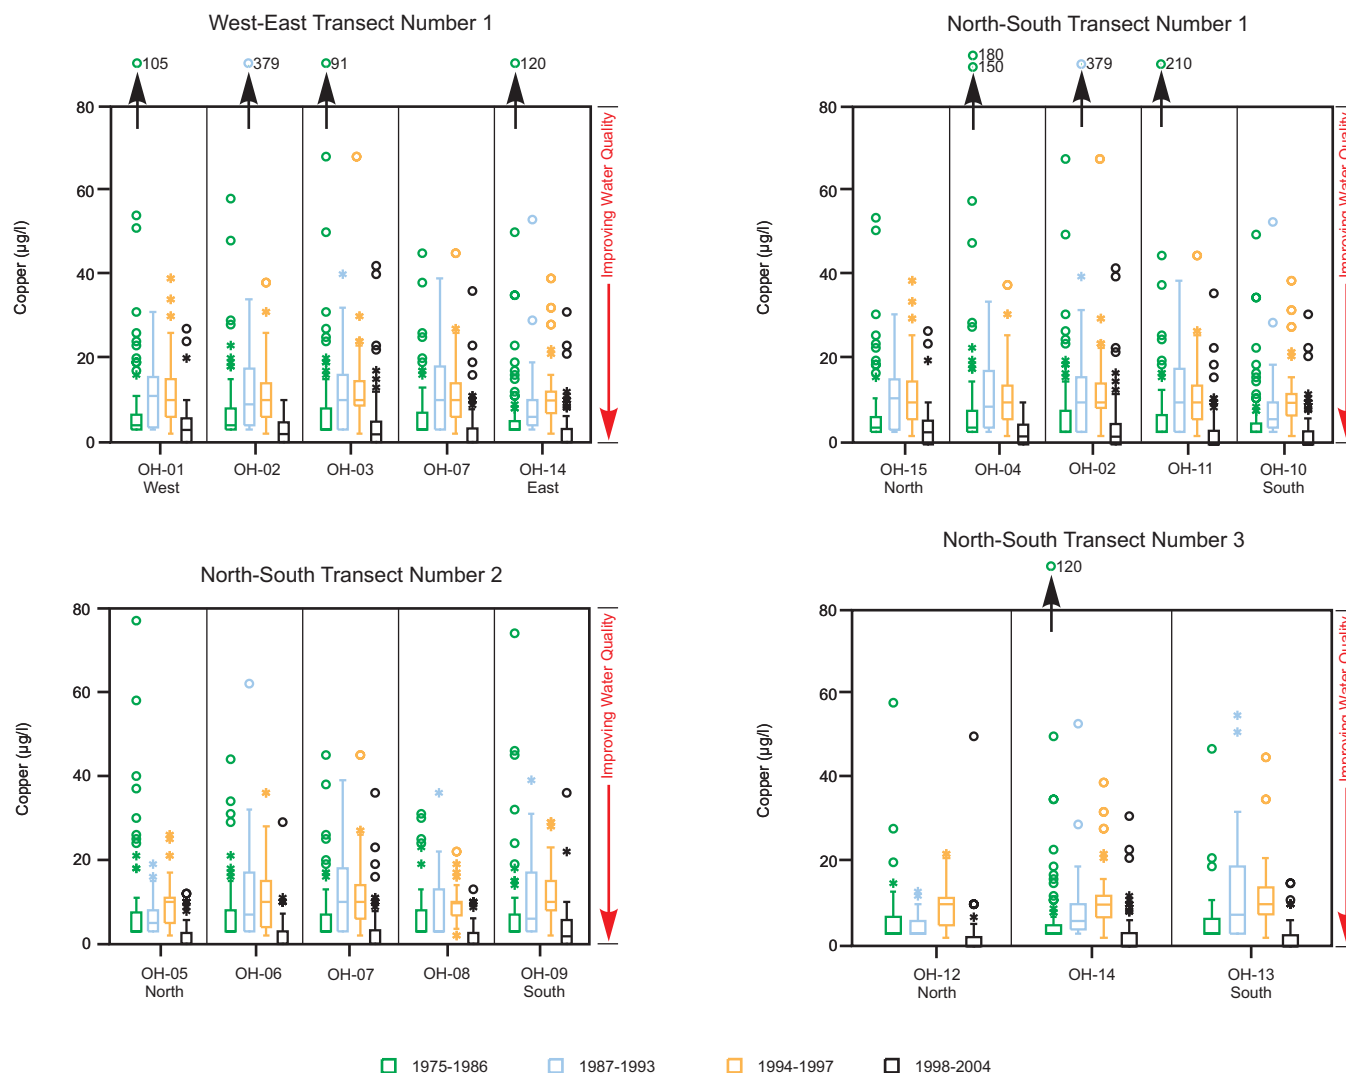 West-East Transect Number 1
105
379
91
120
80
60
40
20
0
Copper (µg/l)
Improving Water Quality
OH-01
West
OH-02
OH-03
OH-07
OH-14
East
North-South Transect Number 1
180
150
379
210
80
60
40
20
0
Copper (µg/l)
Improving Water Quality
OH-15
North
OH-04
OH-02
OH-11
OH-10
South
North-South Transect Number 2
80
60
40
20
0
Copper (µg/l)
Improving Water Quality
OH-05
North
OH-06
OH-07
OH-08
OH-09
South
North-South Transect Number 3
120
80
60
40
20
0
Copper (µg/l)
Improving Water Quality
OH-12
North
OH-14
OH-13
South
1975-1986
1987-1993
1994-1997
1998-2004